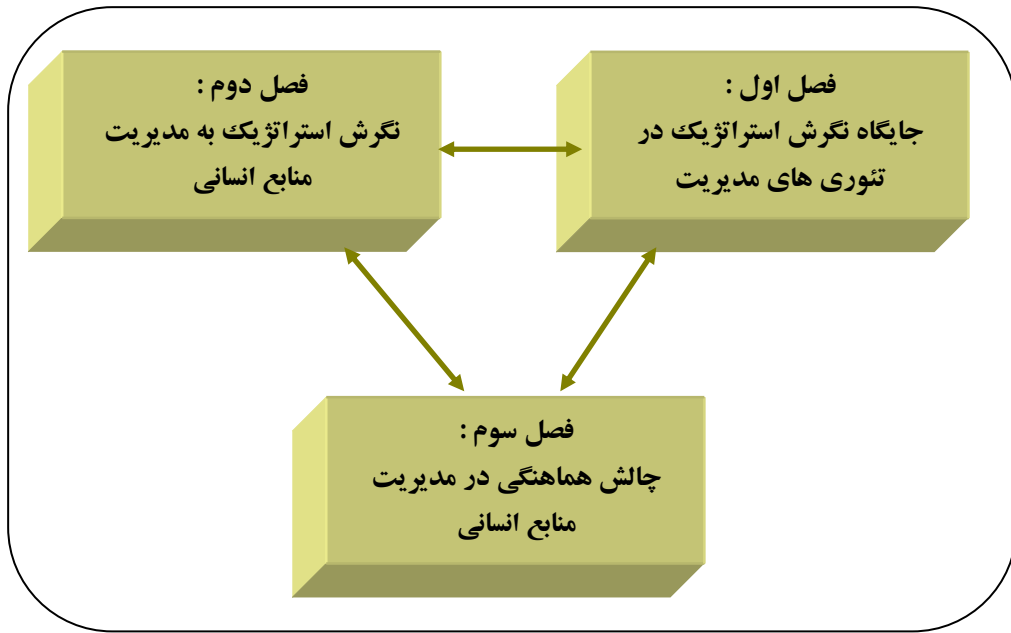 فصل اول :
جایگاه نگرش استراتژیک در
تئوری های مدیریت
فصل دوم :
نگرش استراتژیک به مدیریت
منابع انسانی
فصل سوم :
چالش هماهنگی در مدیریت
منابع انسانی